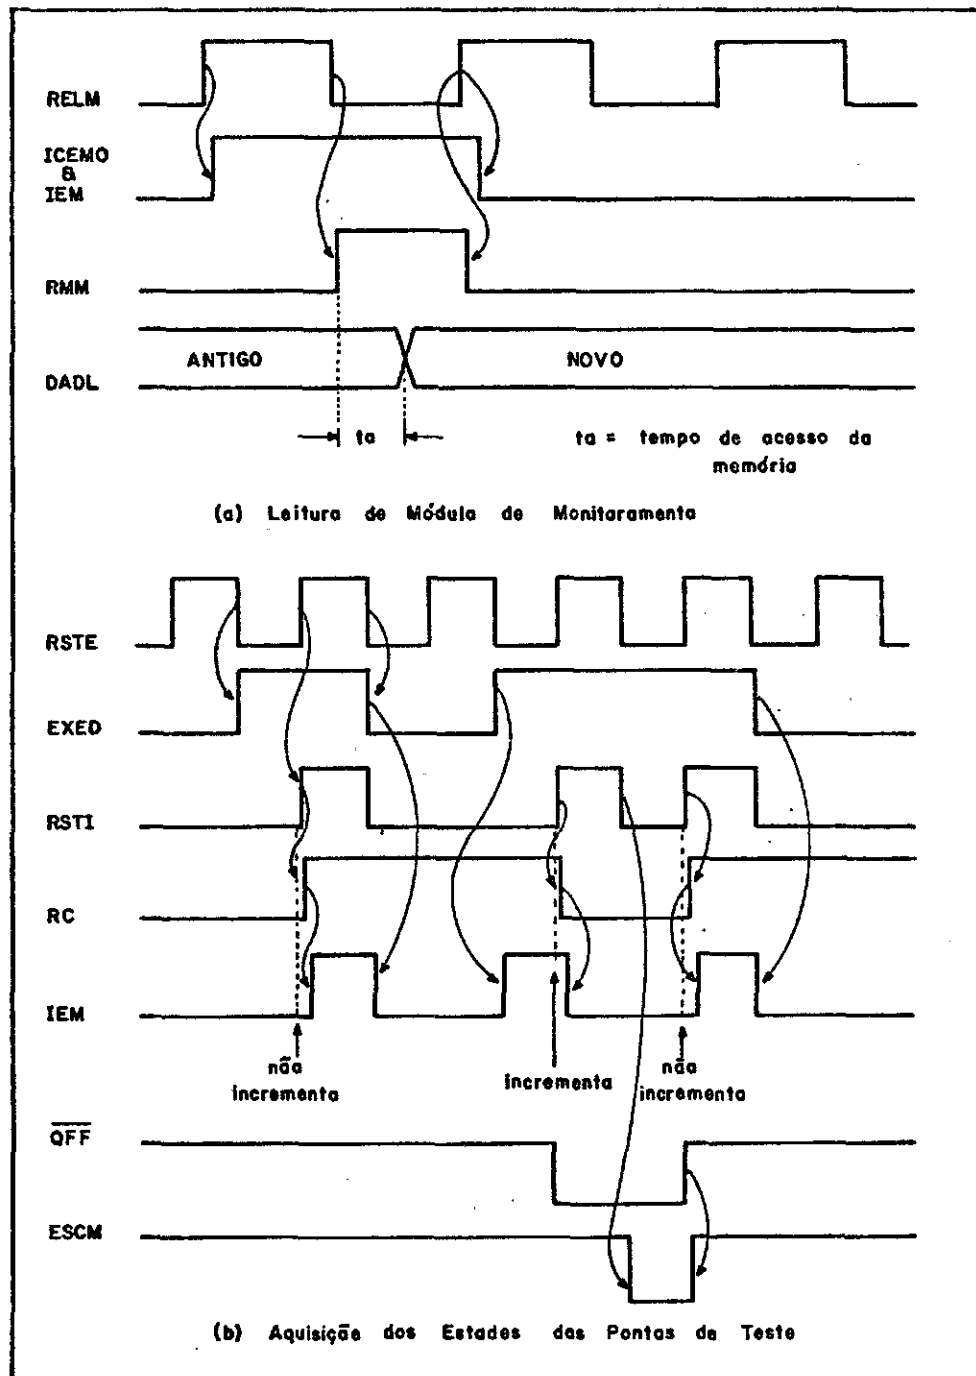 RELM
ICEMO
&
IEM
RMM
ANTIGO
NOVO
DADL
ta
ta = tempo de acesso da
memória
(a) Leitura de Módulo de Monitoramento
RSTE
EXED
RSTI
RC
IEM
não
incrementa
incrementa
não
incrementa
QFF
ESCM
(b) Aquisição dos Estados das Pontas de Teste